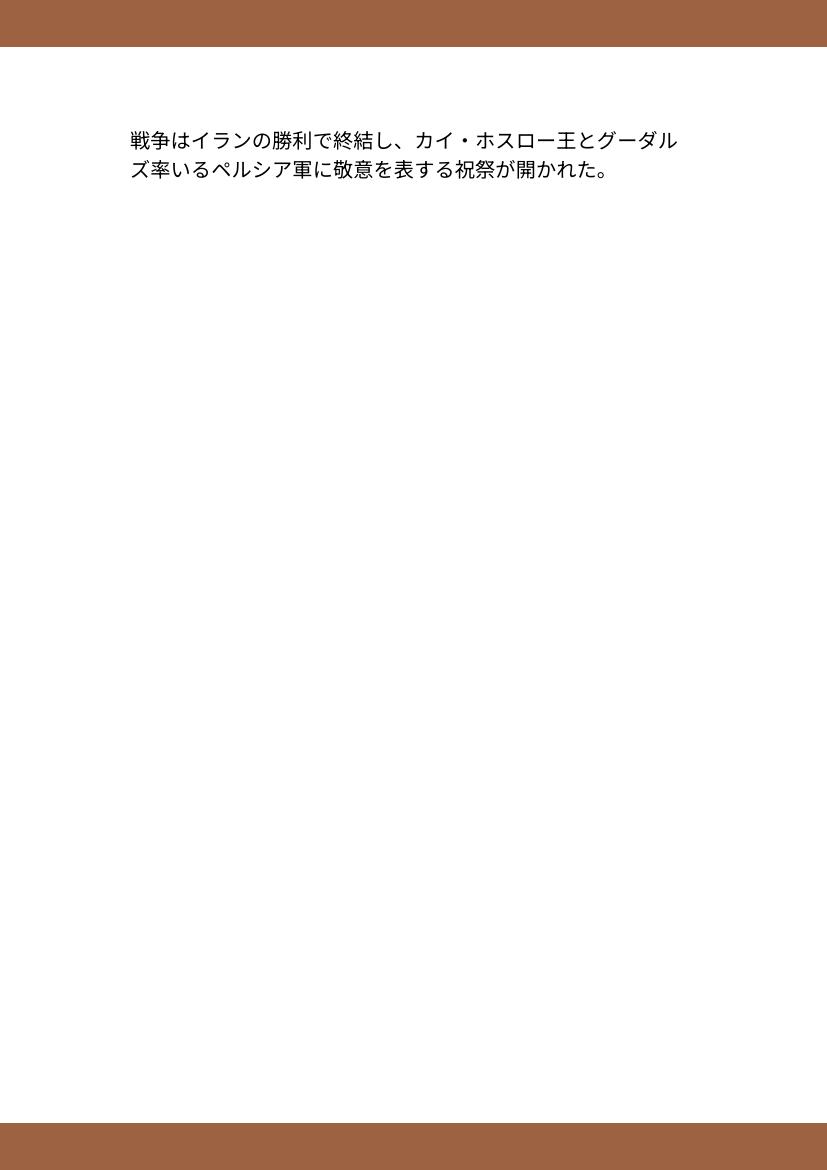 戦争はイランの勝利で終結し、カイ・ホスロー王とグーダル
ズ率いるペルシア軍に敬意を表する祝祭が開かれた。